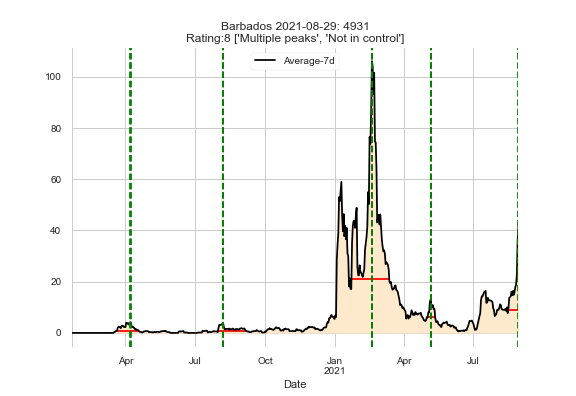 Barbados 2021-08-29: 4931
Rating:8 ['Multiple peaks', 'Not in control']
Average-7d
100
80
60
40
20
0
Apr
Jul
Oct
Jan
2021
Apr
Jul
Date